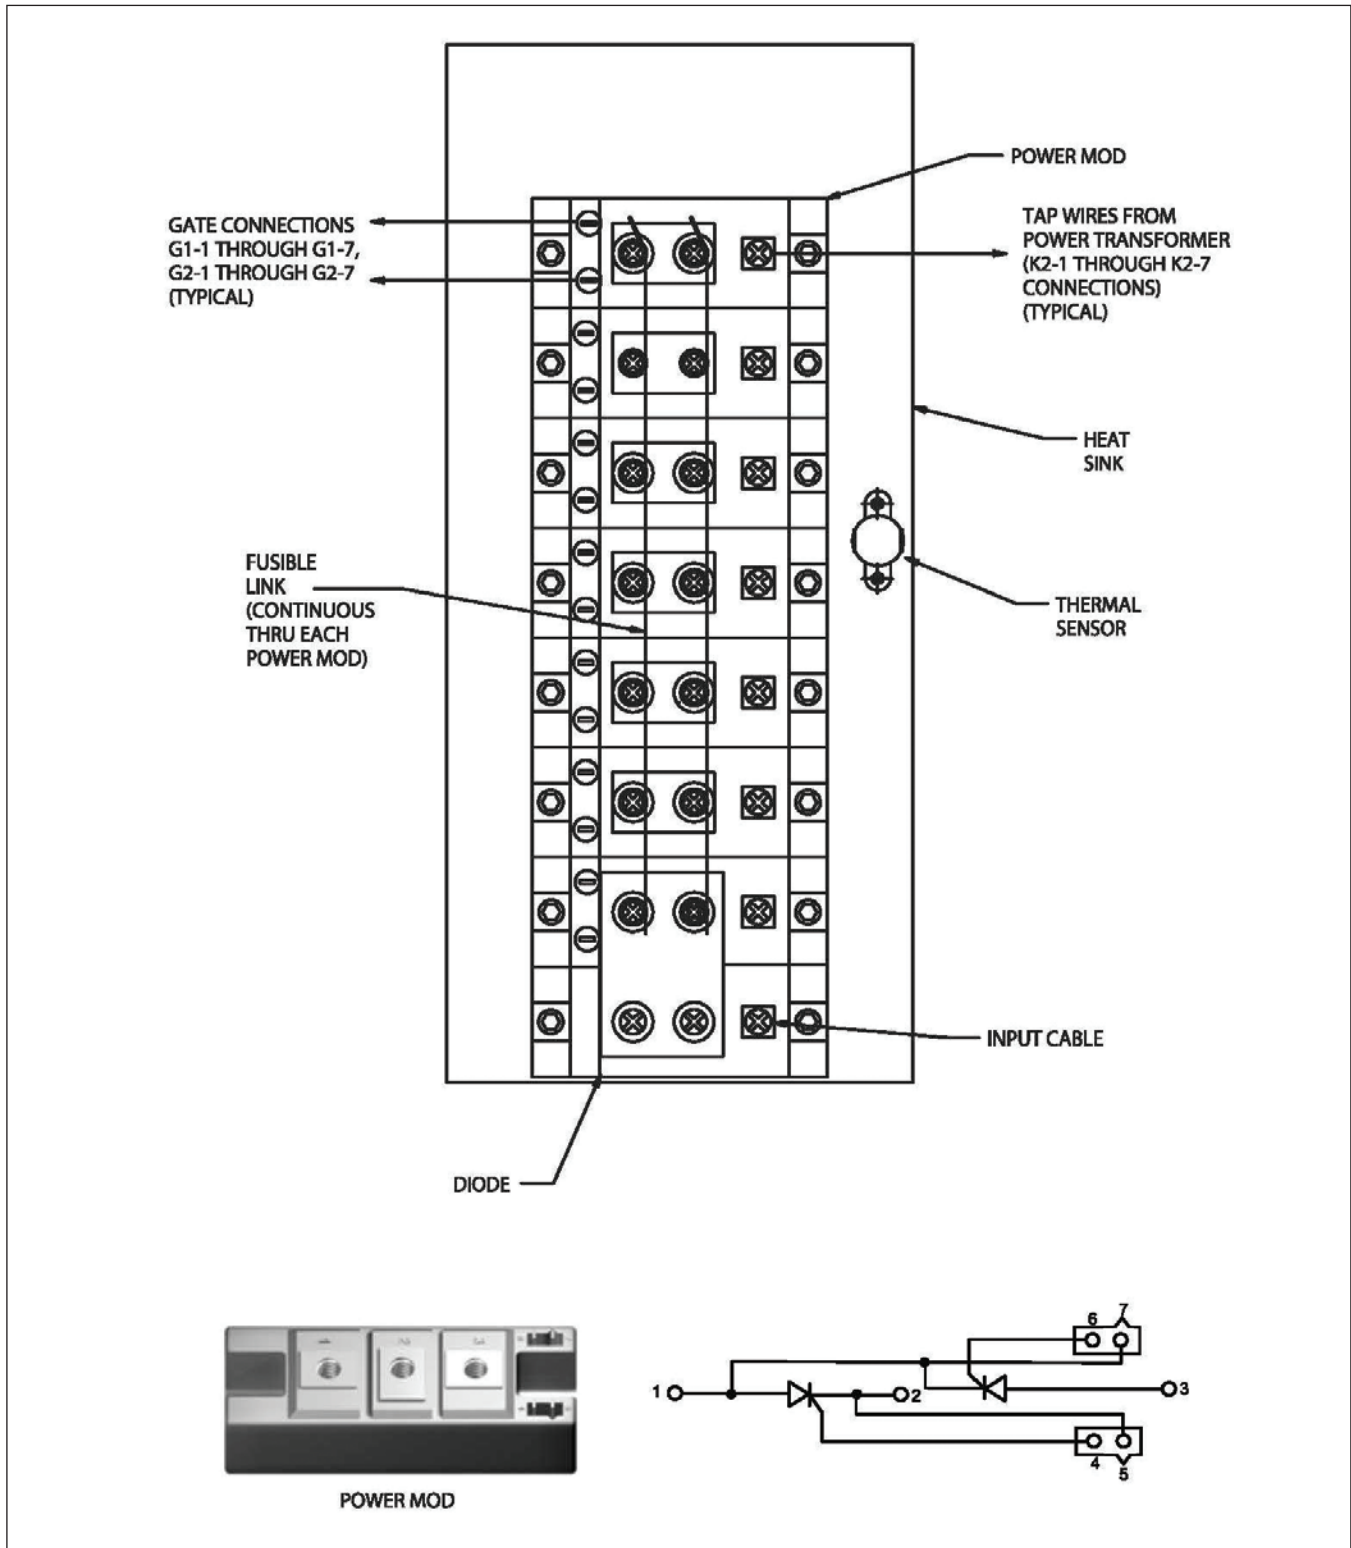 POWER MOD
GATE CONNECTIONS
G1-1 THROUGH G1-7,
G2-1 THROUGH G2-7
(TYPICAL)
TAP WIRES FROM
POWER TRANSFORMER
(K2-1 THROUGH K2-7
CONNECTIONS)
(TYPICAL)
HEAT
SINK
FUSIBLE
LINK
(CONTINUOUS
THRU EACH
POWER MOD)
THERMAL
SENSOR
INPUT CABLE
DIODE
7
6
1
2
3
4
5
POWER MOD